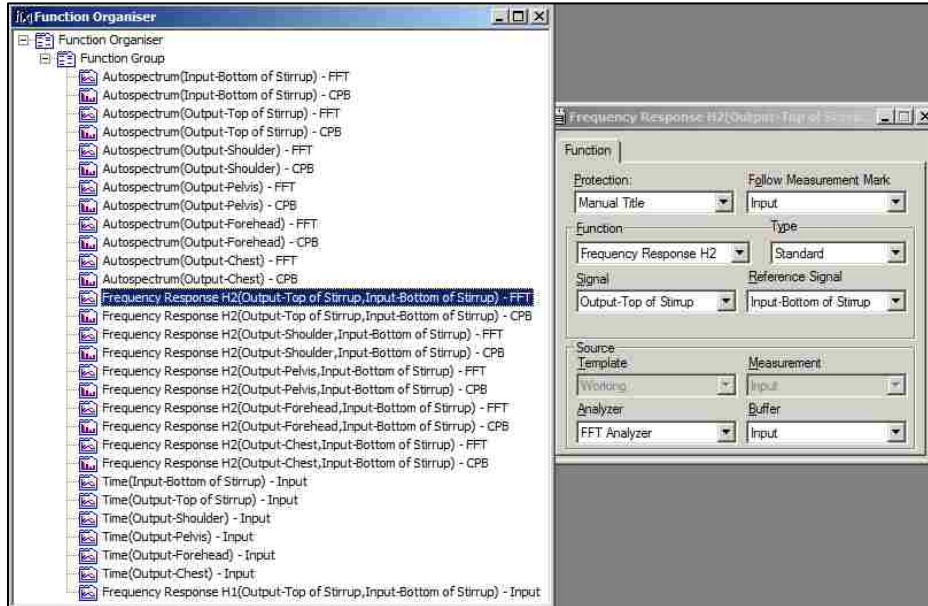 Function Organiser
Function Organiser
Function Group
Autospectrum(Input-Bottom of Stirrup) - FFT
Autospectrum(Input-Bottom of Stirrup) - CPB
Autospectrum(Output-Top of Stirrup) - FFT
Autospectrum(Output-Top of Stirrup) - CPB
Autospectrum(Output-Shoulder) - FFT
Autospectrum(Output-Shoulder) - CPB
Autospectrum(Output-Pelvis) - FFT
Autospectrum(Output-Pelvis) - CPB
Autospectrum(Output-Forehead) - FFT
Autospectrum(Output-Forehead) - CPB
Autospectrum(Output-Chest) - FFT
Autospectrum(Output-Chest) - CPB
Frequency Response H2(Output-Top of Stirrup,Input-Bottom of Stirrup) - FFT
Frequency Response H2(Output-Top of Stirrup,Input-Bottom of Stirrup) - CPB
Frequency Response H2(Output-Shoulder,Input-Bottom of Stirrup) - FFT
Frequency Response H2(Output-Shoulder,Input-Bottom of Stirrup) - CPB
Frequency Response H2(Output-Pelvis,Input-Bottom of Stirrup) - FFT
Frequency Response H2(Output-Pelvis,Input-Bottom of Stirrup) - CPB
Frequency Response H2(Output-Forehead,Input-Bottom of Stirrup) - FFT
Frequency Response H2(Output-Forehead,Input-Bottom of Stirrup) - CPB
Frequency Response H2(Output-Chest,Input-Bottom of Stirrup) - FFT
Frequency Response H2(Output-Chest,Input-Bottom of Stirrup) - CPB
Time(Input-Bottom of Stirrup) - Input
Time(Output-Top of Stirrup) - Input
Time(Output-Shoulder) - Input
Time(Output-Pelvis) - Input
Time(Output-Forehead) - Input
Time(Output-Chest) - Input
Frequency Response H1(Output-Top of Stirrup,Input-Bottom of Stirrup) - Input
Frequency Response H2(Output-Top of
Function
Protection: Follow Measurement Mark
Manual Title Input
Function Type
Frequency Response H2 Standard
Signal Reference Signal
Output-Top of Stirrup Input-Bottom of Stirrup
Source
Template Measurement
Working Input
Analyzer Buffer
FFT Analyzer Input